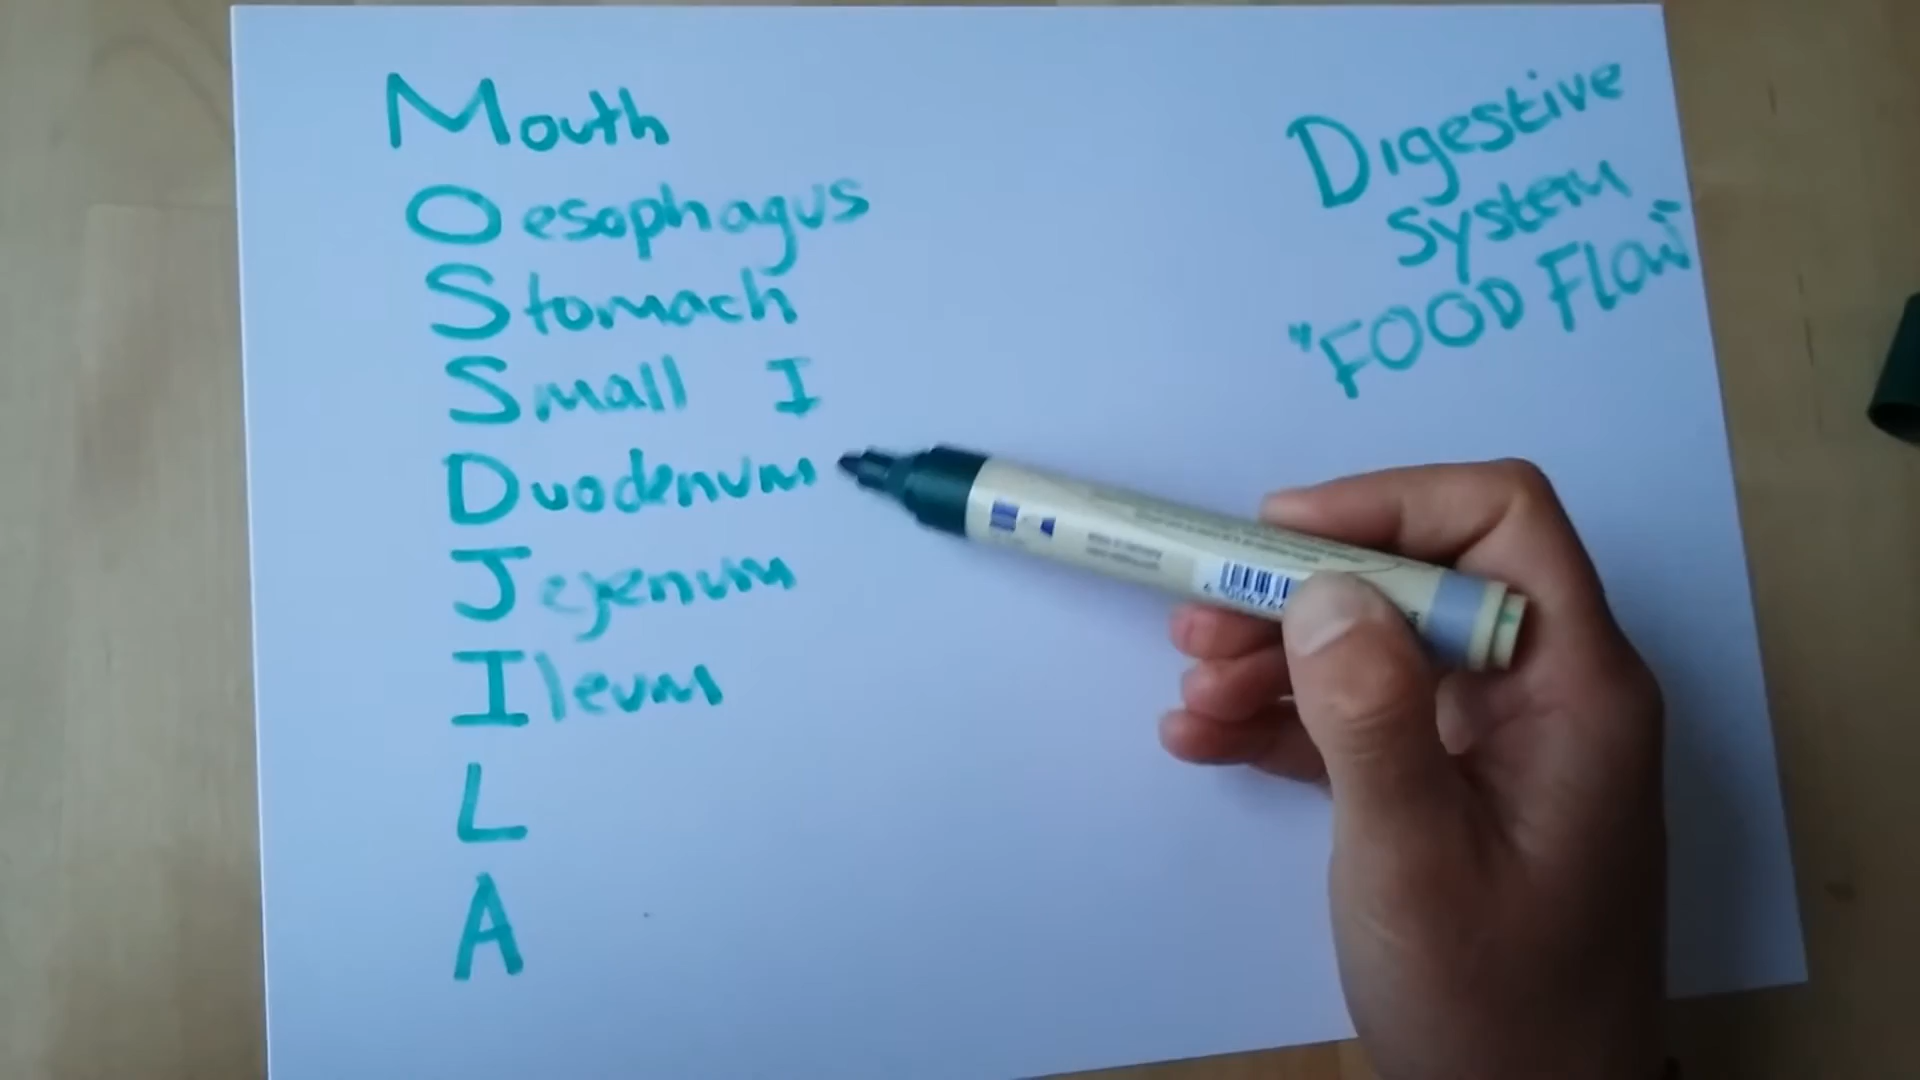 Mouth
Oesophagus
Stomach
Small I
Duodenum
Jejenum
Ileum
L
A
Digestive
system
"FOOD Flow"